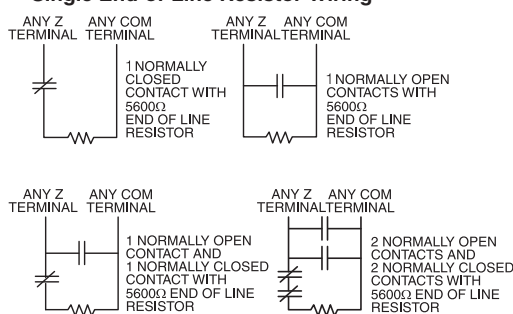 Single End of Line Resistor Wiring
ANY Z ANY COM
TERMINAL TERMINAL
1 NORMALLY
CLOSED
CONTACT WITH
5600Ω
END OF LINE
RESISTOR
ANY Z ANY COM
TERMINAL TERMINAL
1 NORMALLY OPEN
CONTACTS WITH
5600Ω
END OF LINE
RESISTOR
ANY Z ANY COM
TERMINAL TERMINAL
1 NORMALLY OPEN
CONTACT AND
1 NORMALLY CLOSED
CONTACT WITH
5600Ω END OF LINE
RESISTOR
ANY Z ANY COM
TERMINAL TERMINAL
2 NORMALLY OPEN
CONTACTS AND
2 NORMALLY CLOSED
CONTACTS WITH
5600Ω END OF LINE
RESISTOR